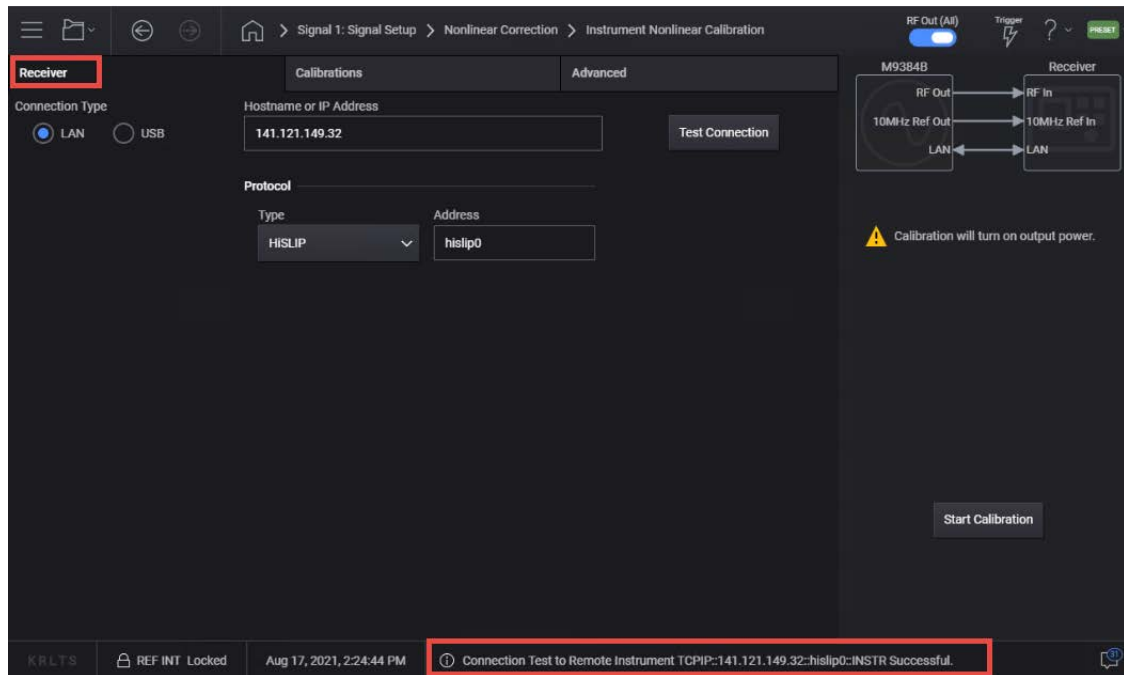 Signal 1: Signal Setup > Nonlinear Correction > Instrument Nonlinear Calibration
RF Out (All)
Trigger
?
PRESET
Receiver
Calibrations
Advanced
Connection Type
LAN
USB
Hostname or IP Address
141.121.149.32
Test Connection
Protocol
Type
Address
HiSLIP
hislip0
M9384B
Receiver
RF Out
RF In
10MHz Ref Out
10MHz Ref In
LAN
LAN
Calibration will turn on output power.
Start Calibration
KRLTS
REF INT Locked
Aug 17, 2021, 2:24:44 PM
Connection Test to Remote Instrument TCPIP::141.121.149.32::hislip0::INSTR Successful.
31